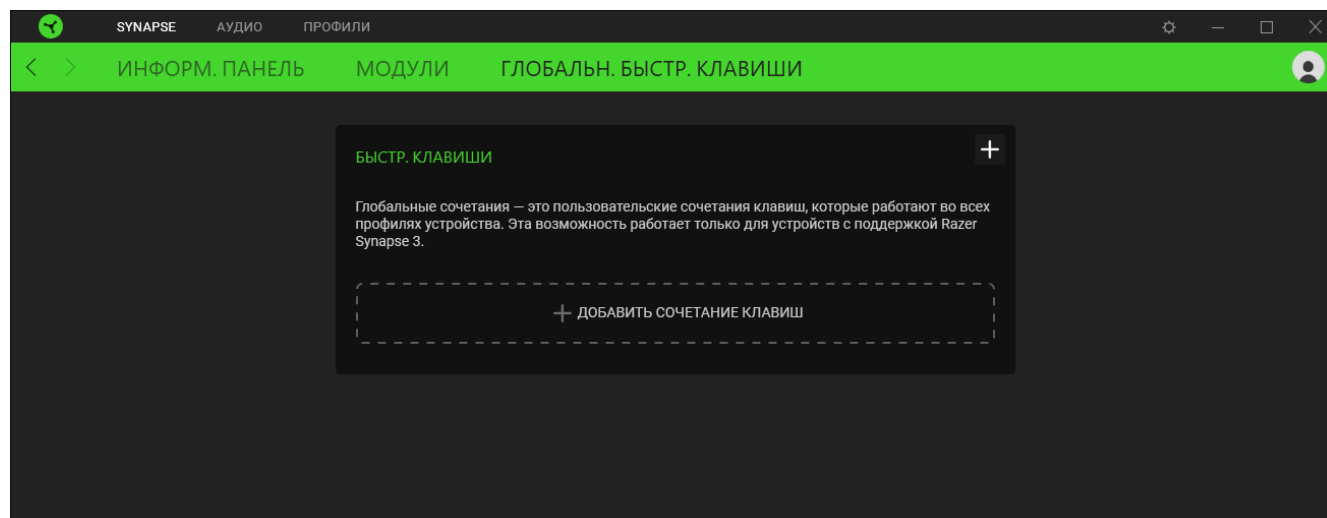 SYNAPSE АУДИО ПРОФИЛИ
ИНФОРМ. ПАНЕЛЬ МОДУЛИ ГЛОБАЛЬН. БЫСТР. КЛАВИШИ
БЫСТР. КЛАВИШИ
Глобальные сочетания — это пользовательские сочетания клавиш, которые работают во всех
профилях устройства. Эта возможность работает только для устройств с поддержкой Razer
Synapse 3.
ДОБАВИТЬ СОЧЕТАНИЕ КЛАВИШ